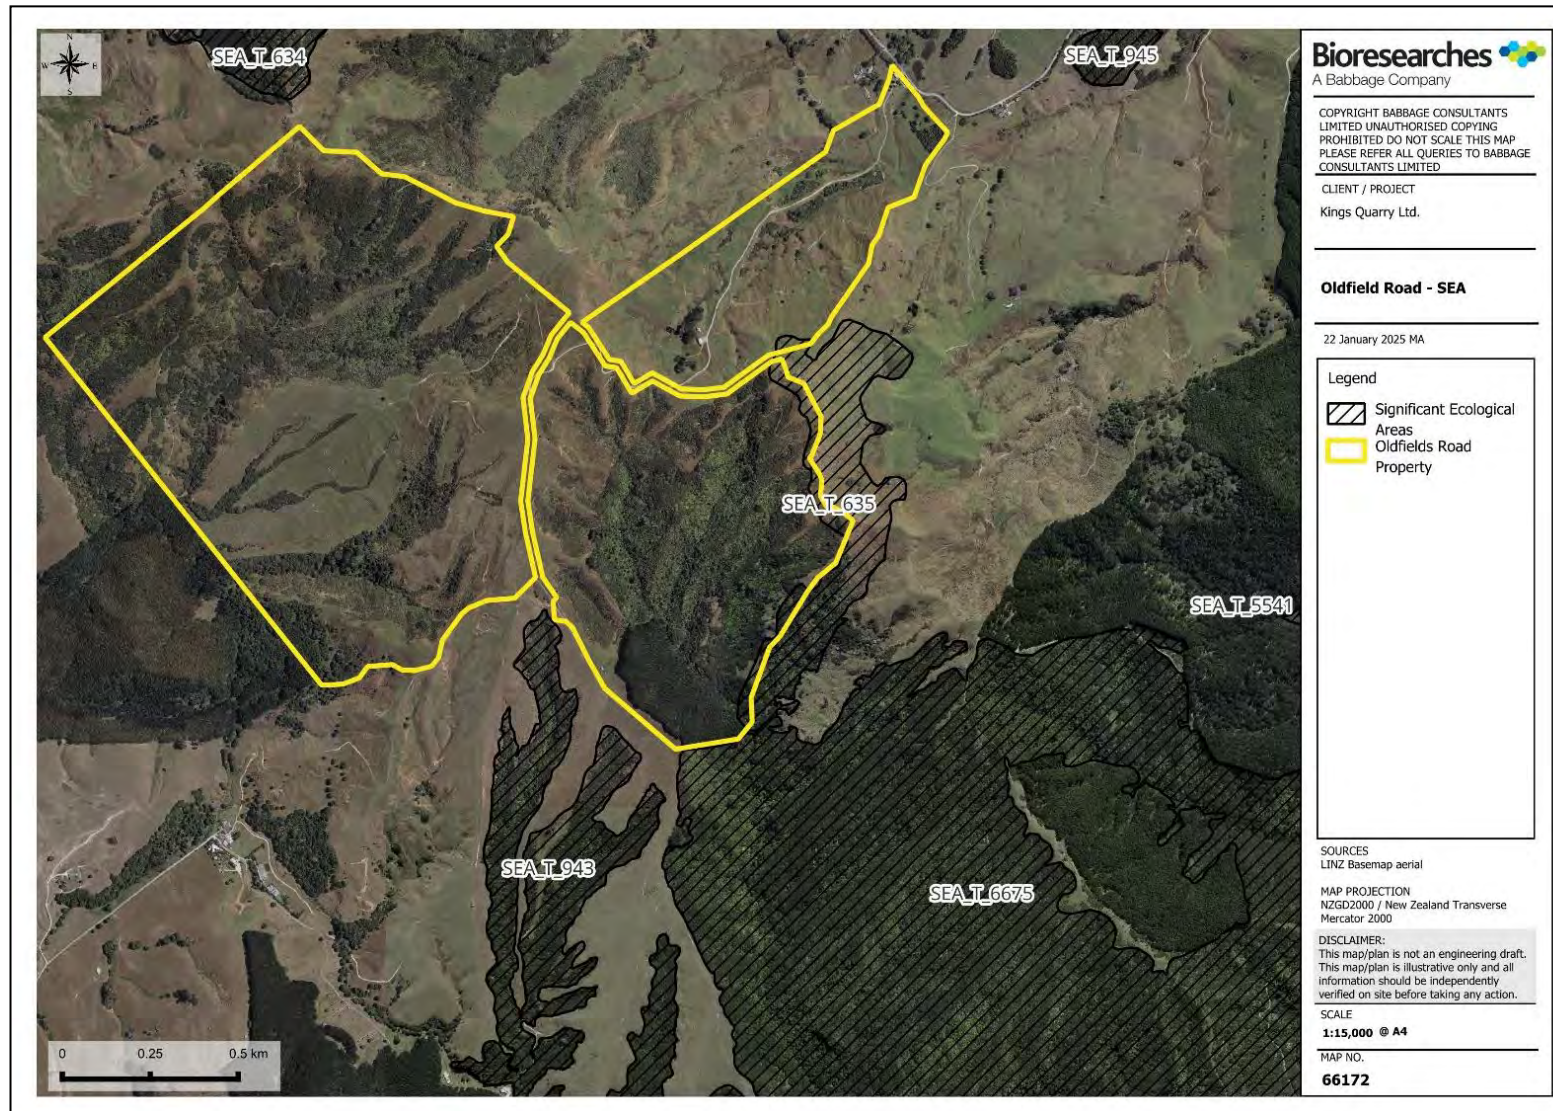 N
W
E
S
SEA_T_634
SEA_T_945
SEA_T_635
SEA_T_5541
SEA_T_943
SEA_T_6675
0 0.25 0.5 km
Bioresearches
A Babbage Company
COPYRIGHT BABBAGE CONSULTANTS
LIMITED UNAUTHORISED COPYING
PROHIBITED DO NOT SCALE THIS MAP
PLEASE REFER ALL QUERIES TO BABBAGE
CONSULTANTS LIMITED
CLIENT / PROJECT
Kings Quarry Ltd.
Oldfield Road - SEA
22 January 2025 MA
Legend
Significant Ecological
Areas
Oldfields Road
Property
SOURCES
LINZ Basemap aerial
MAP PROJECTION
NZGD2000 / New Zealand Transverse
Mercator 2000
DISCLAIMER:
This map/plan is not an engineering draft.
This map/plan is illustrative only and all
information should be independently
verified on site before taking any action.
SCALE
1:15,000 @ A4
MAP NO.
66172